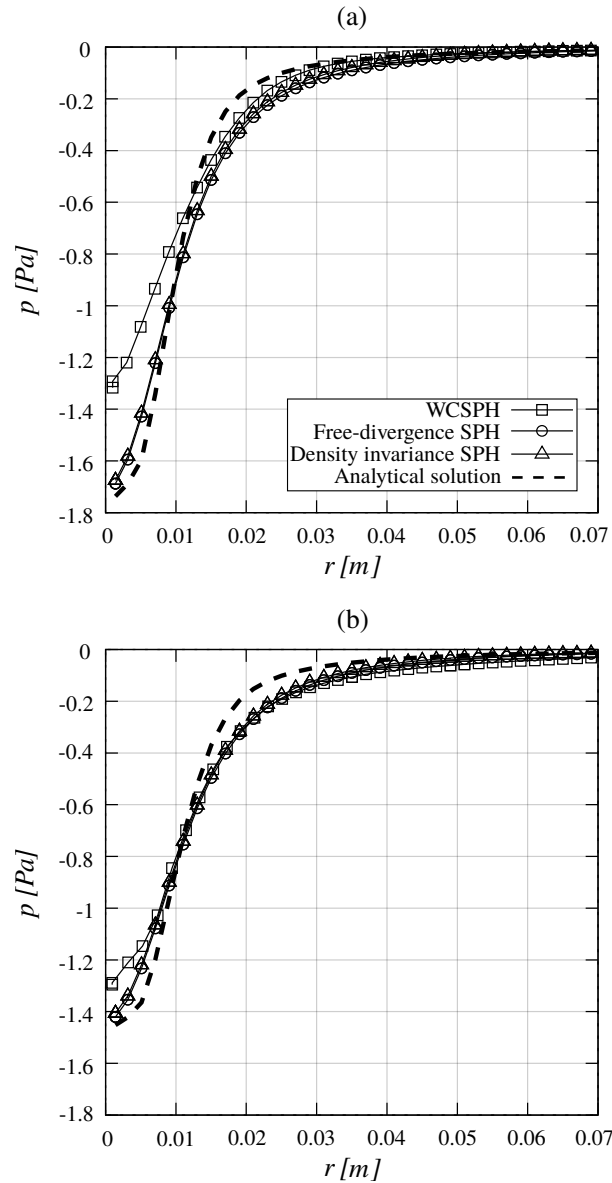 (a)
0
-0.2
-0.4
-0.6
-0.8
-1
-1.2
-1.4
-1.6
-1.8
p [Pa]
WCSPH
Free-divergence SPH
Density invariance SPH
Analytical solution
0 0.01 0.02 0.03 0.04 0.05 0.06 0.07
r [m]
(b)
0
-0.2
-0.4
-0.6
-0.8
-1
-1.2
-1.4
-1.6
-1.8
p [Pa]
0 0.01 0.02 0.03 0.04 0.05 0.06 0.07
r [m]